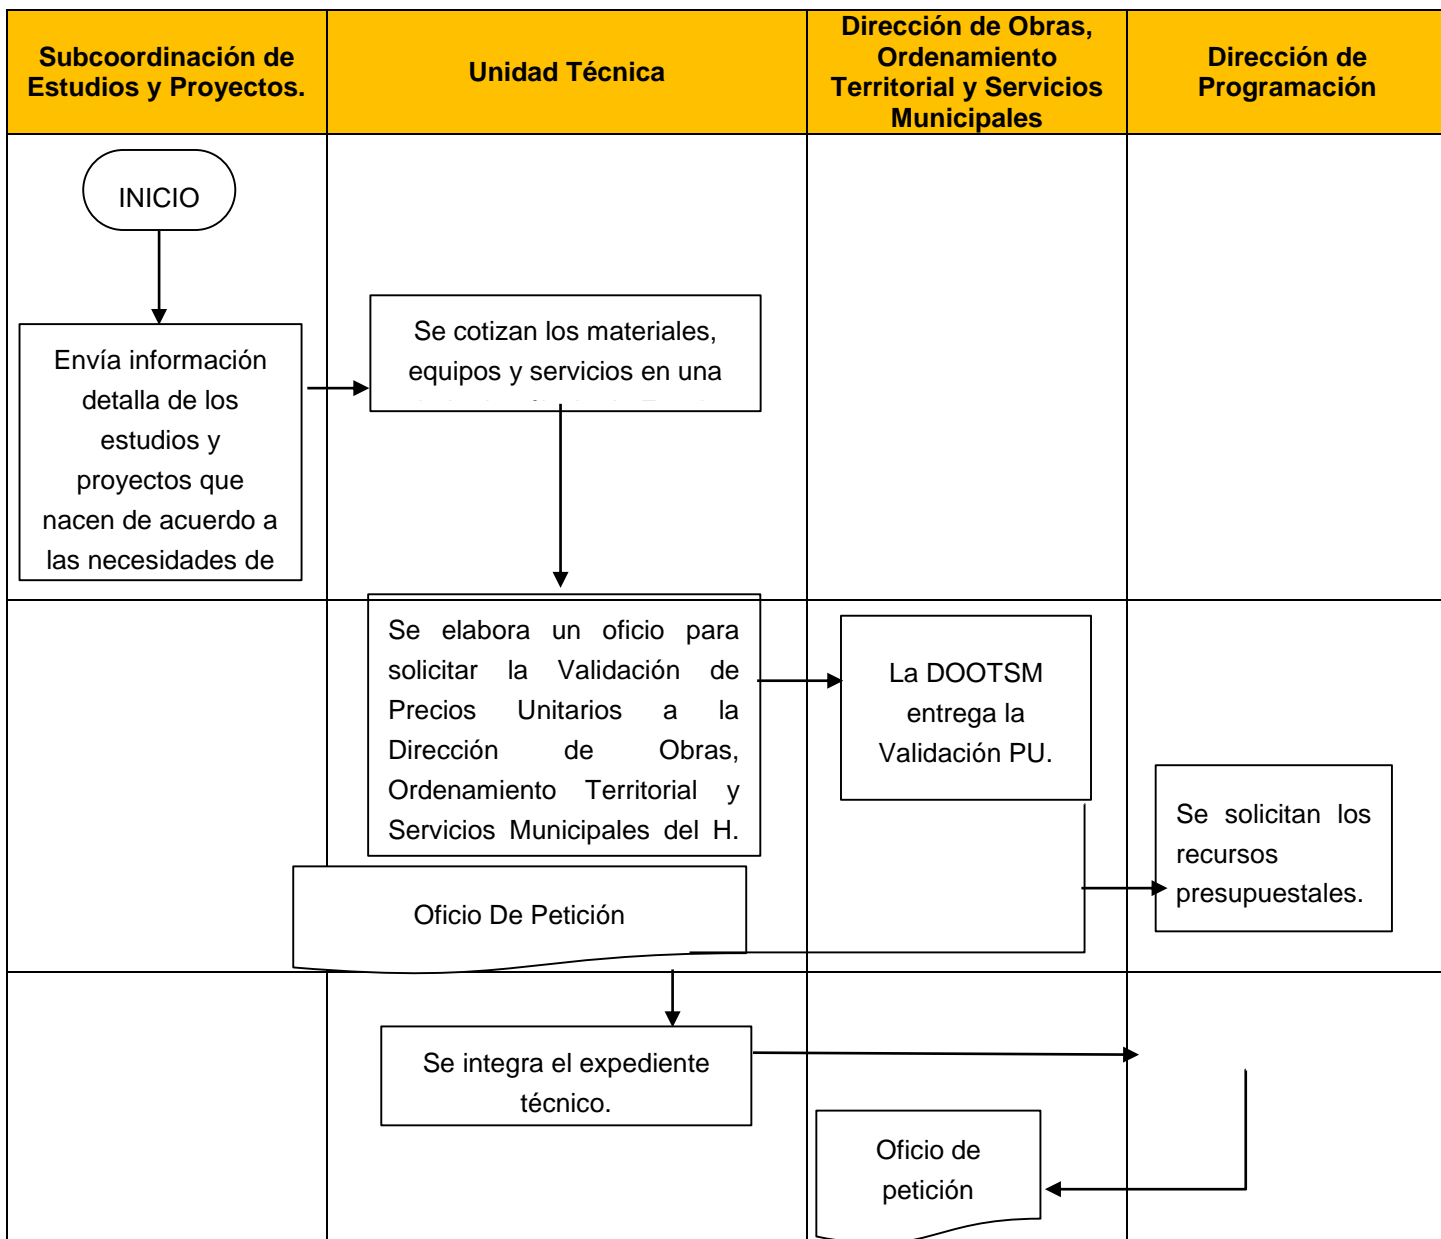 Subcoordinación de
Estudios y Proyectos.
Unidad Técnica
Dirección de Obras,
Ordenamiento
Territorial y Servicios
Municipales
Dirección de
Programación
INICIO
Envía información
detalla de los
estudios y
proyectos que
nacen de acuerdo a
las necesidades de
Se cotizan los materiales,
equipos y servicios en una
Se elabora un oficio para
solicitar la Validación de
Precios Unitarios a la
Dirección de Obras,
Ordenamiento Territorial y
Servicios Municipales del H.
La DOOTSM
entrega la
Validación PU.
Se solicitan los
recursos
presupuestales.
Oficio De Petición
Se integra el expediente
técnico.
Oficio de
petición